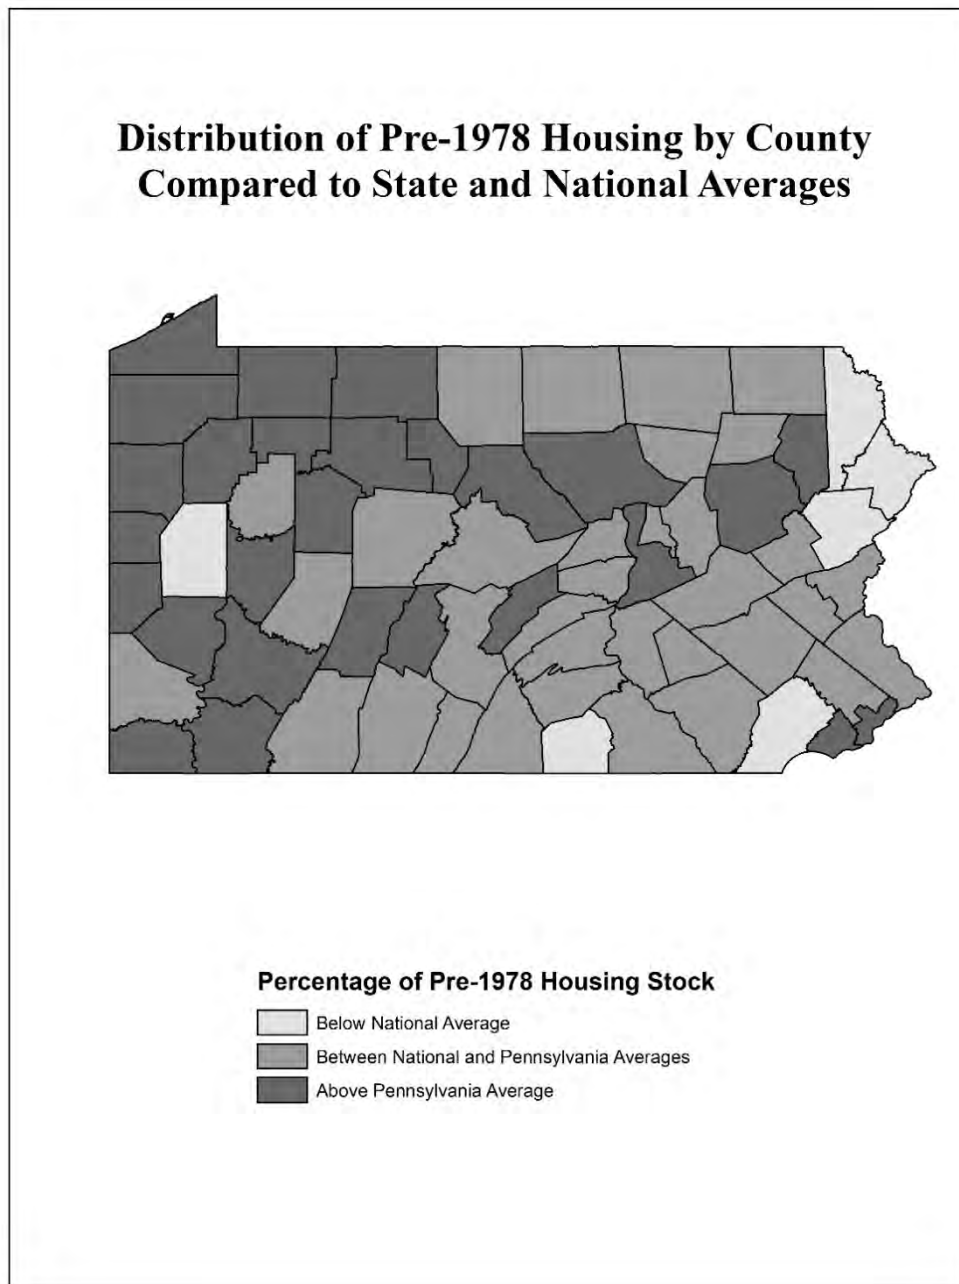 Distribution of Pre-1978 Housing by County
Compared to State and National Averages
Percentage of Pre-1978 Housing Stock
Below National Average
Between National and Pennsylvania Averages
Above Pennsylvania Average